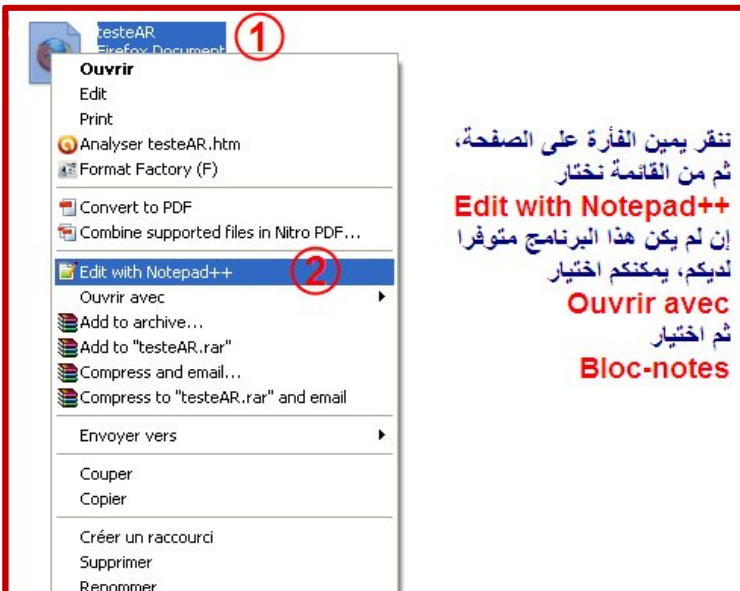 testeAR
Firefox Document
1
Ouvrir
Edit
Print
Analyser testeAR.htm
Format Factory (F)
Convert to PDF
Combine supported files in Nitro PDF...
Edit with Notepad++
2
Ouvrir avec
Add to archive...
Add to "testeAR.rar"
Compress and email...
Compress to "testeAR.rar" and email
Envoyer vers
Couper
Copier
Créer un raccourci
Supprimer
Renommer
ننقر يمين الفأرة على الصفحة،
ثم من القائمة نختار
Edit with Notepad++
إن لم يكن هذا البرنامج متوفرا
لديكم، يمكنكم اختيار
Ouvrir avec
ثم اختيار
Bloc-notes